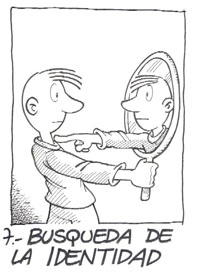 7.- BUSQUEDA DE
LA IDENTIDAD